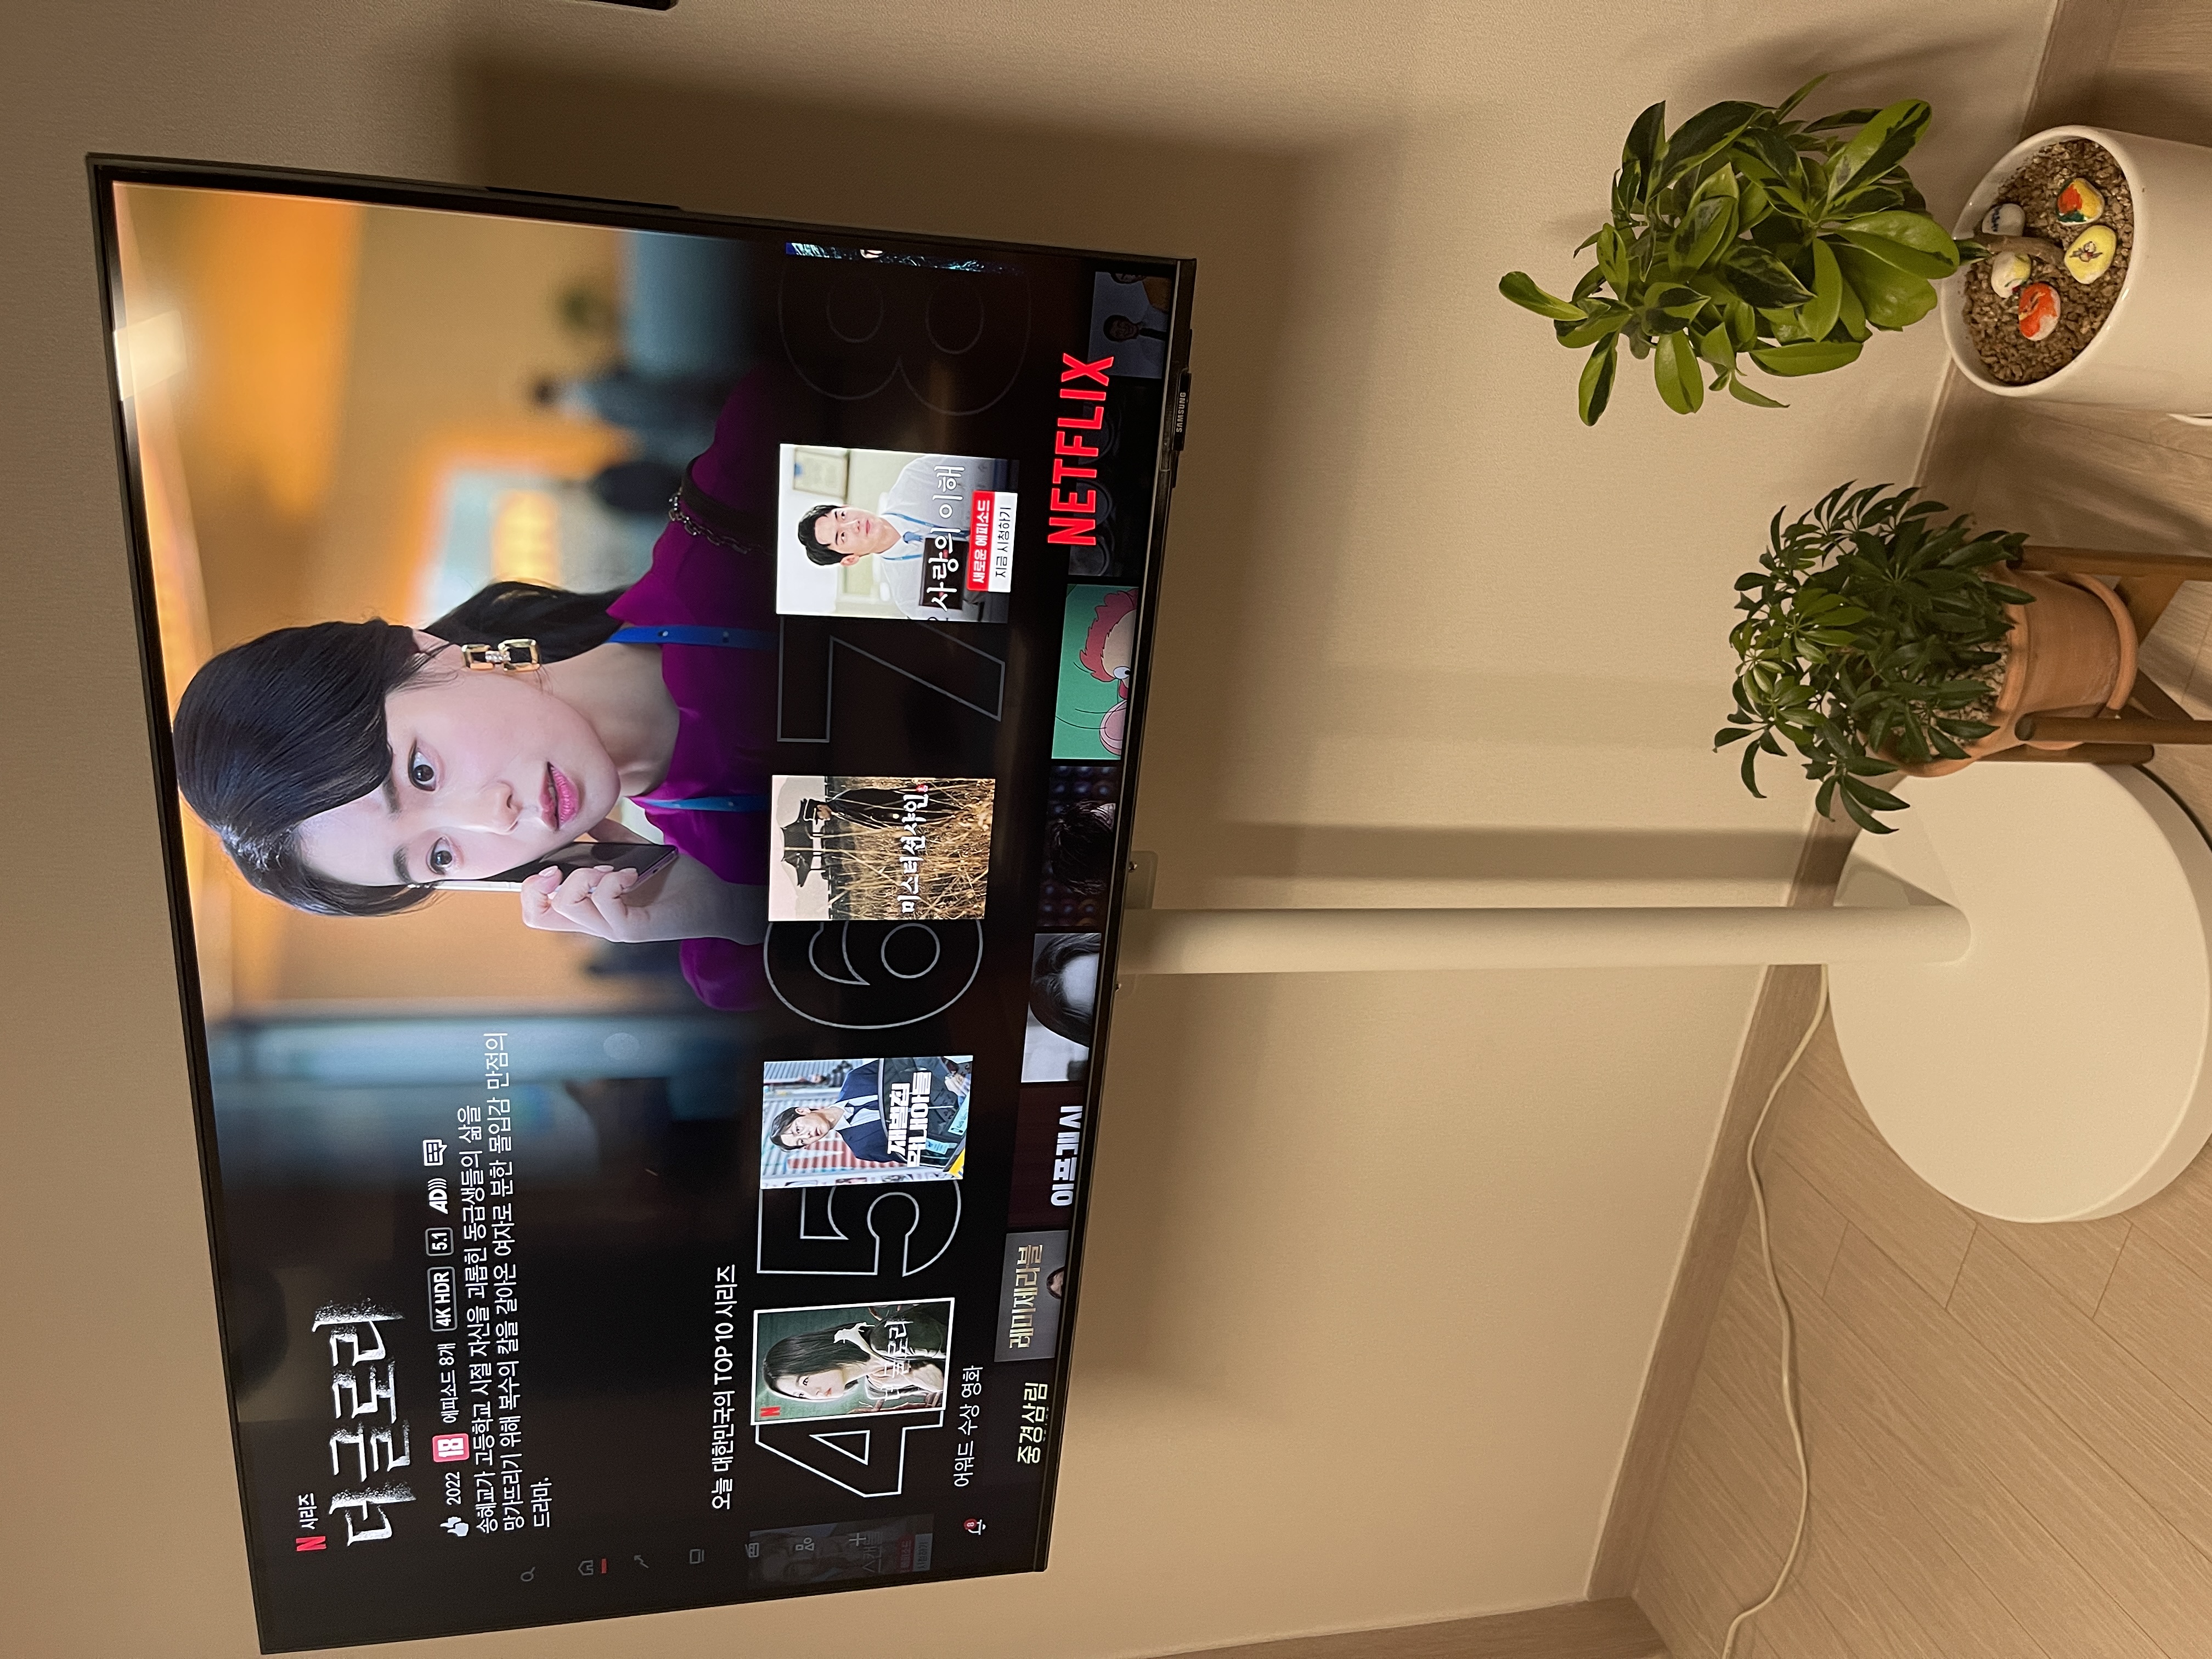 N 시리즈
더 글로리
2022 18 에피소드 8개 4K HDR 5.1 AD)))
송혜교가 고등학교 시절 자신을 괴롭힌 동급생들의 삶을
망가뜨리기 위해 복수의 칼을 갈아온 여자로 분한 몰입감 만점의
드라마.
오늘 대한민국의 TOP 10 시리즈
4
N
더 글로리
5
재벌집
막내아들
6
미스터 션샤인
7
사랑의 이해
새로운 에피소드
지금 시청하기
8
8
어워드 수상 영화
중경삼림
레미제라블
NETFLIX
SAMSUNG